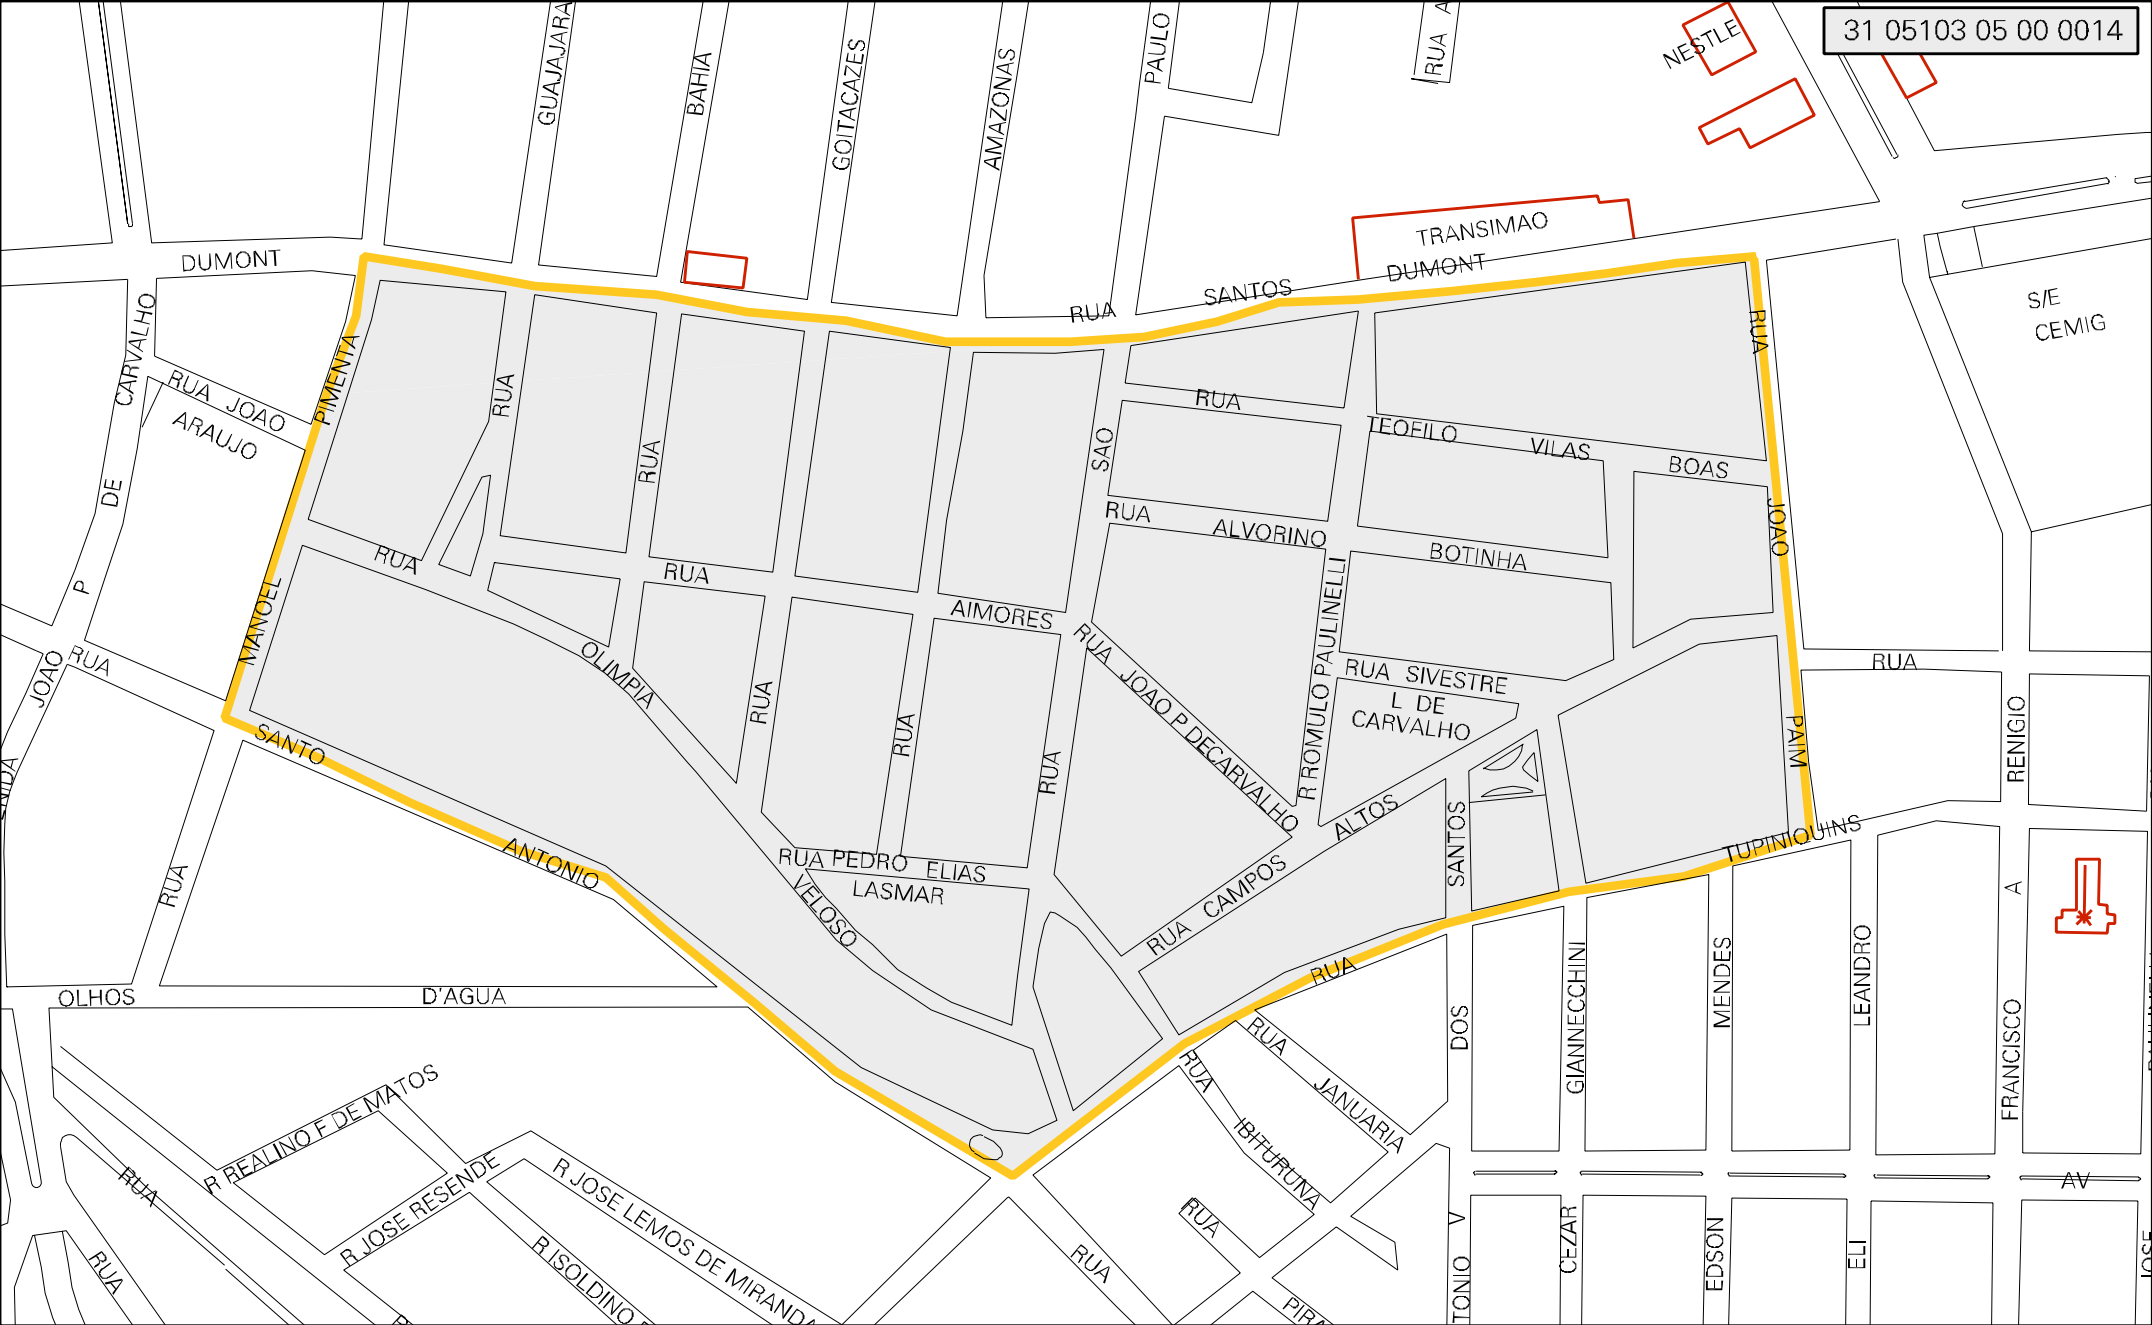 31 05103 05 00 0014
GUAJAJARA
BAHIA
GOITACAZES
AMAZONAS
PAULO
RUA A
NESTLE
TRANSIMAO
DUMONT
DUMONT
SANTOS
RUA
S/E
CEMIG
CARVALHO
DE
P
JOAO
RUA JOAO
ARAUJO
PIMENTA
MANOEL
RUA
RUA
RUA
SAO
RUA
TEOFILO
VILAS
BOAS
RUA
JOAO
PAIM
RUA
ALVORINO
BOTINHA
RUA
RUA
AIMORES
OLIMPIA
VELOSO
RUA
RUA
RUA
RUA JOAO P DECARVALHO
R ROMULO PAULINELLI
RUA SIVESTRE
L DE
CARVALHO
RUA CAMPOS
ALTOS
SANTOS
DOS
RUA PEDRO ELIAS
LASMAR
RUA
SANTO
ANTONIO
RUA
OLHOS
D'AGUA
RUA
TUPINIQUINS
RUA
RENIGIO
A
FRANCISCO
LEANDRO
ELI
MENDES
EDSON
GIANNECCHINI
CEZAR
V
RUA
JANUARIA
RUA
IBITURUNA
RUA
RUA
AV
R REALINO F DE MATOS
R JOSE RESENDE
R JOSE LEMOS DE MIRANDA
R ISOLDINO
RUA
RUA